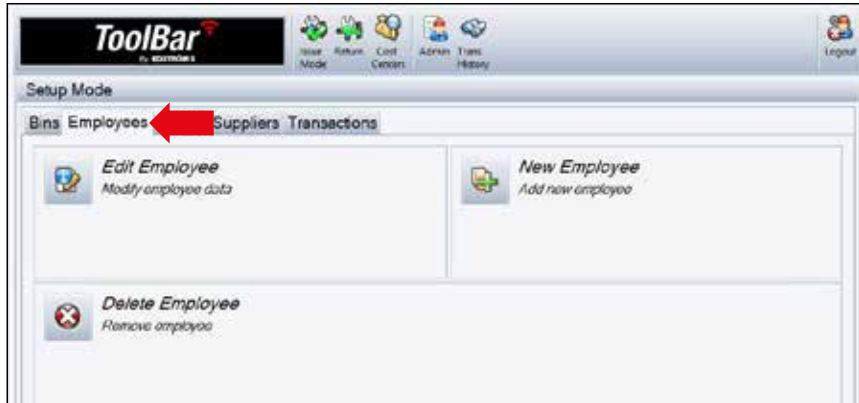 ToolBar
Issue Mode
Return
Cost Centers
Admin
Trans History
Logout
Setup Mode
Bins Employees Suppliers Transactions
Edit Employee
Modify employee data
New Employee
Add new employee
Delete Employee
Remove employee